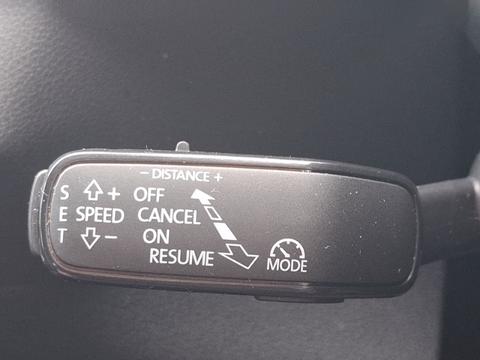 - DISTANCE +
S + OFF
E SPEED CANCEL
T - ON
RESUME
MODE